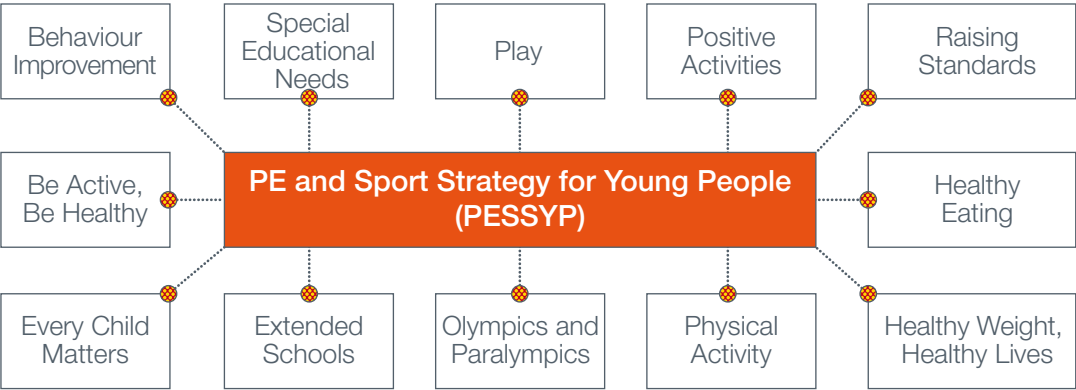 Behaviour
Improvement
Special
Educational
Needs
Play
Positive
Activities
Raising
Standards
Be Active,
Be Healthy
PE and Sport Strategy for Young People
(PESSYP)
Healthy
Eating
Every Child
Matters
Extended
Schools
Olympics and
Paralympics
Physical
Activity
Healthy Weight,
Healthy Lives